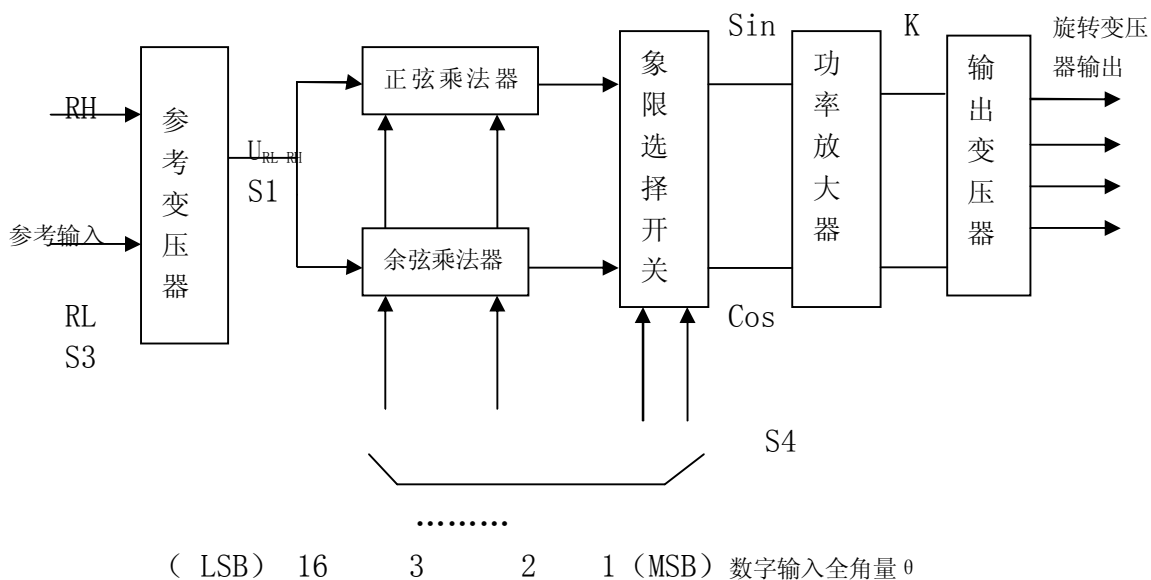 Sin
K
旋转变压
器输出
RH
参考输入
RL
S3
参考变压器
U_{RL-RH}
S1
正弦乘法器
余弦乘法器
象限选择开关
Cos
功率放大器
输出变压器
S4
………
( LSB) 16 3 2 1 (MSB) 数字输入全角量 θ